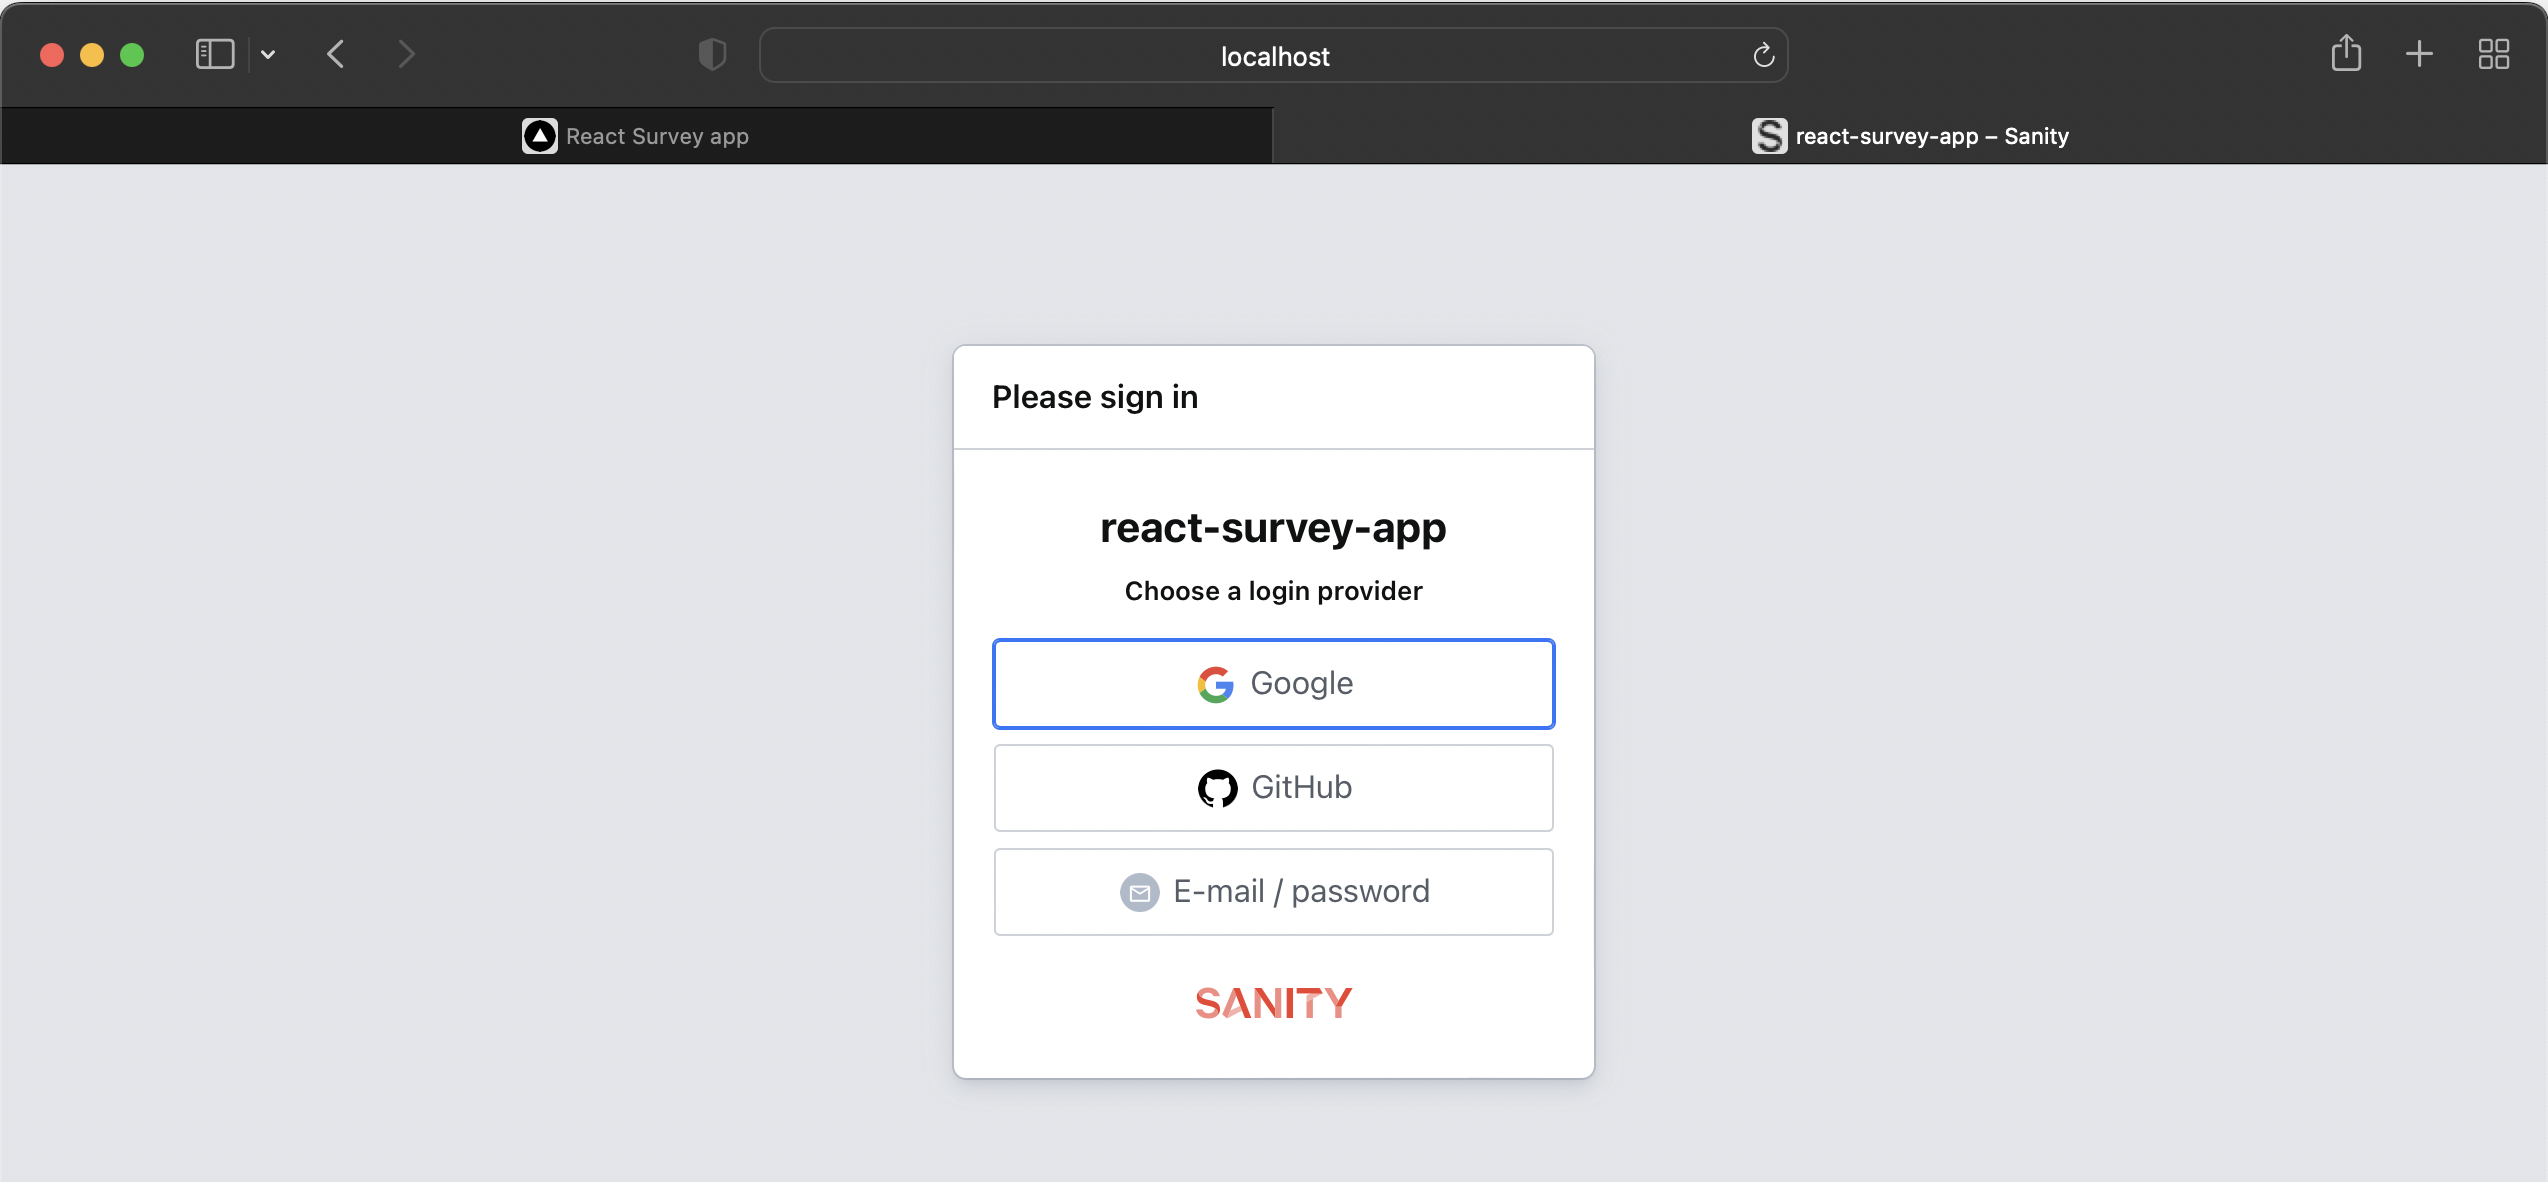 localhost
React Survey app
react-survey-app – Sanity
Please sign in
react-survey-app
Choose a login provider
Google
GitHub
E-mail / password
SANITY